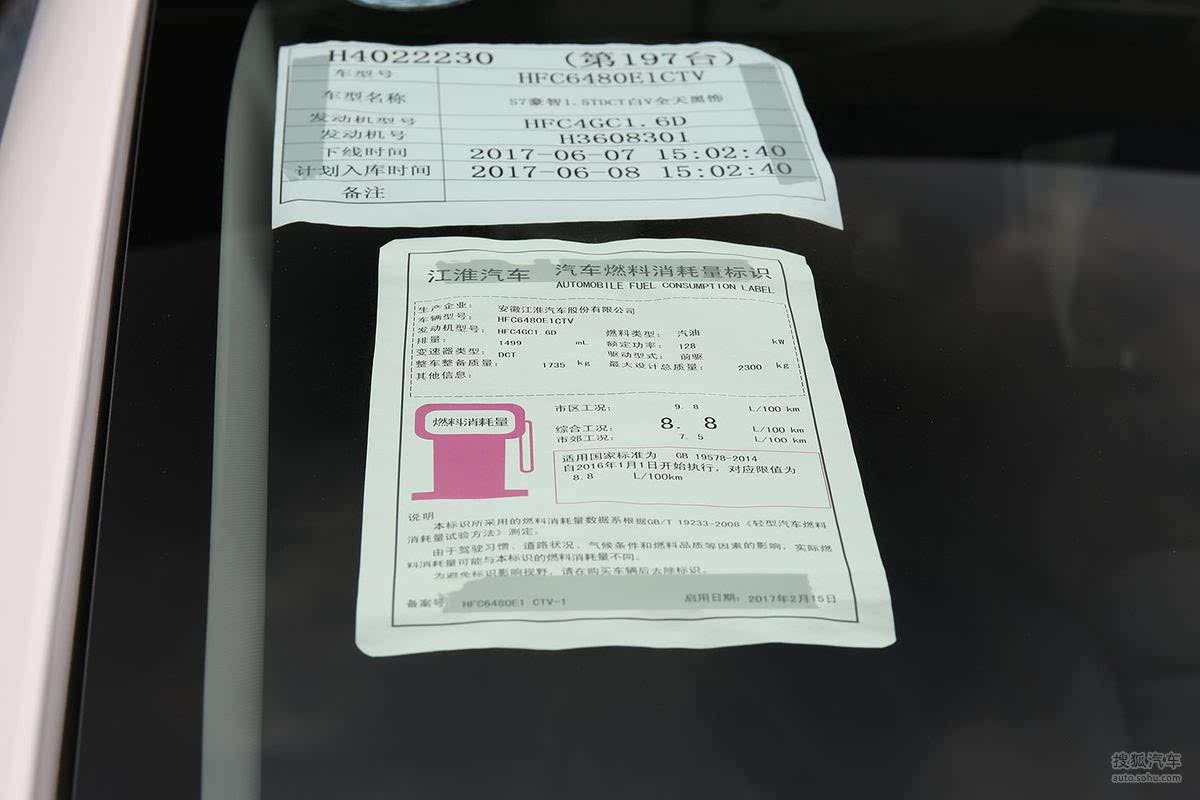 H4022230 (第197台)
车型号 HFC6480E1CTV
车型名称 S7豪智1.5TDCT白V全天黑饰
发动机型号 HFC4GC1.6D
发动机号 H3608301
下线时间 2017-06-07 15:02:40
计划入库时间 2017-06-08 15:02:40
备注
江淮汽车 汽车燃料消耗量标识
AUTOMOBILE FUEL CONSUMPTION LABEL
生产企业: 安徽江淮汽车股份有限公司
车辆型号: HFC6480E1CTV
发动机型号: HFC4GC1.6D 燃料类型: 汽油
排量: 1499 mL 额定功率: 128 kW
变速器类型: DCT 驱动型式: 前驱
整车整备质量: 1735 kg 最大设计总质量: 2300 kg
其他信息:
燃料消耗量
市区工况: 9.8 L/100 km
综合工况: 8.8 L/100 km
市郊工况: 7.5 L/100 km
适用国家标准为 GB 19578-2014
自2016年1月1日开始执行，对应限值为
8.8 L/100km
说明
本标识所采用的燃料消耗量数据系根据GB/T 19233-2008《轻型汽车燃料
消耗量试验方法》测定。
由于驾驶习惯、道路状况、气候条件和燃料品质等因素的影响，实际燃
料消耗量可能与本标识的燃料消耗量不同。
为避免标识影响视野，请在购买车辆后去除标识。
备案号 HFC6480E1 CTV-1 启用日期: 2017年2月15日
搜狐汽车
auto.sohu.com